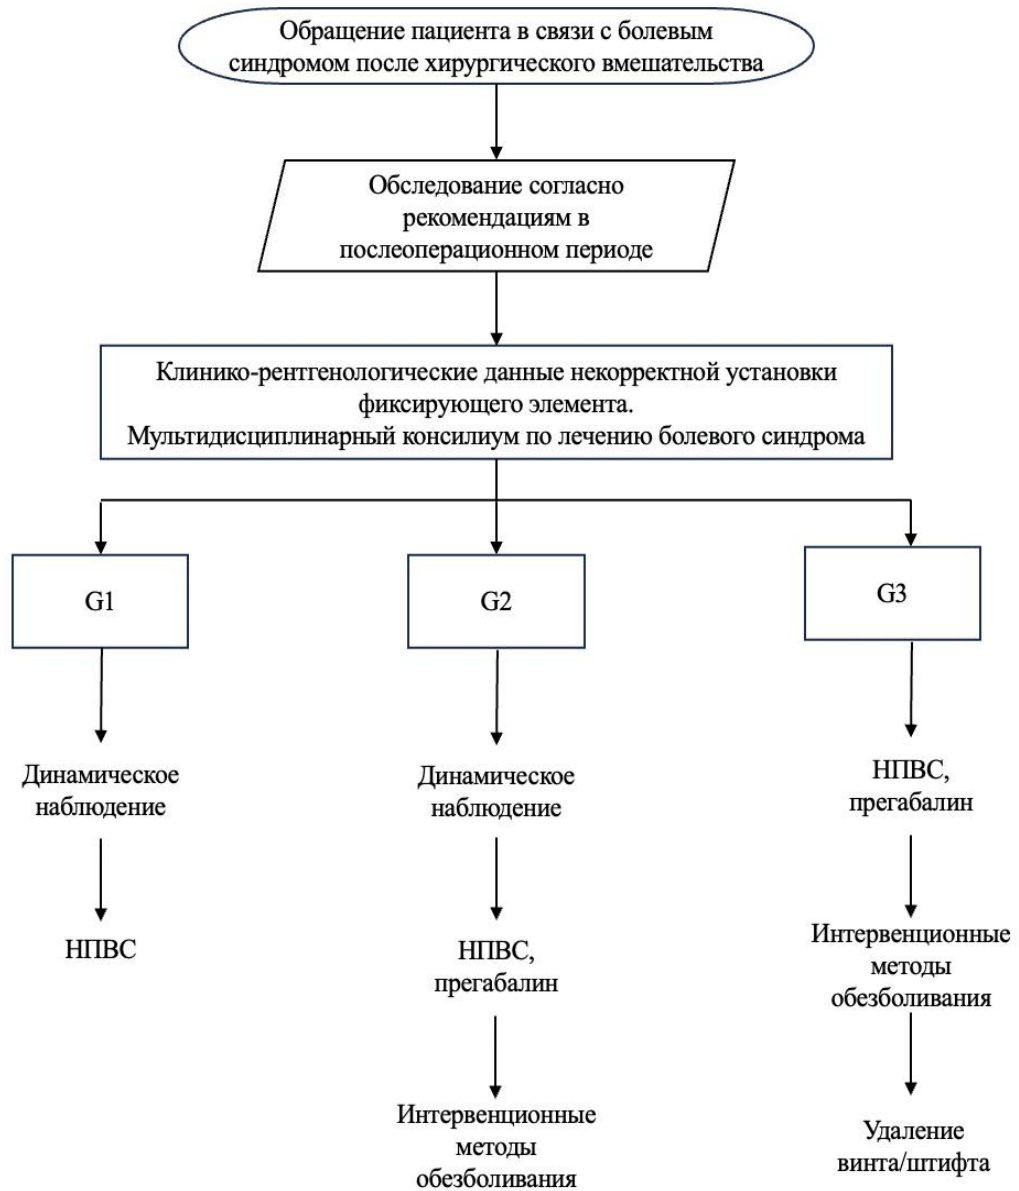 Обращение пациента в связи с болевым
синдромом после хирургического вмешательства
Обследование согласно
рекомендациям в
послеоперационном периоде
Клинико-рентгенологические данные некорректной установки
фиксирующего элемента.
Мультидисциплинарный консилиум по лечению болевого синдрома
G1
Динамическое
наблюдение
НПВС
G2
Динамическое
наблюдение
НПВС,
прегабалин
Интервенционные
методы
обезболивания
G3
НПВС,
прегабалин
Интервенционные
методы
обезболивания
Удаление
винта/штифта